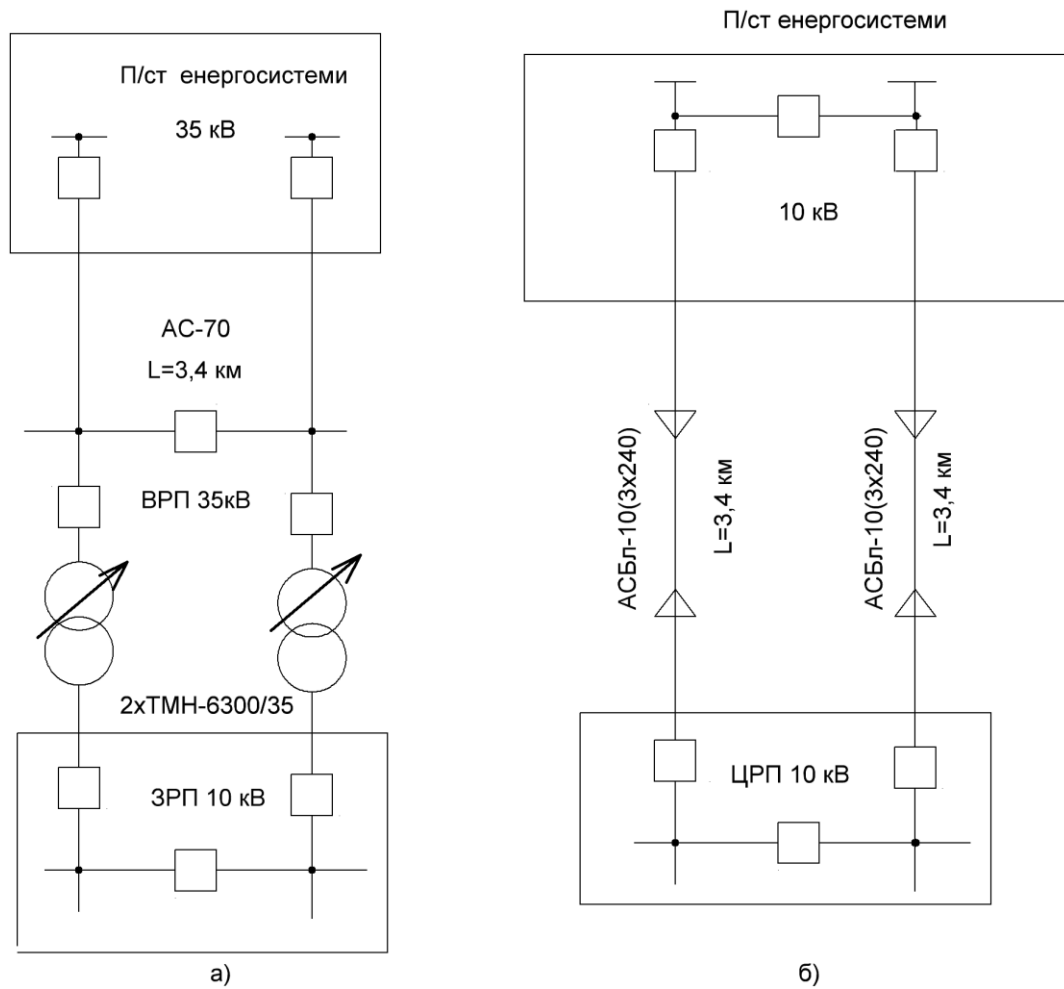 П/ст енергосистеми
35 кВ
АС-70
L=3,4 км
ВРП 35кВ
2хТМН-6300/35
ЗРП 10 кВ
а)
П/ст енергосистеми
10 кВ
АСБл-10(3х240)
L=3,4 км
АСБл-10(3х240)
L=3,4 км
ЦРП 10 кВ
б)